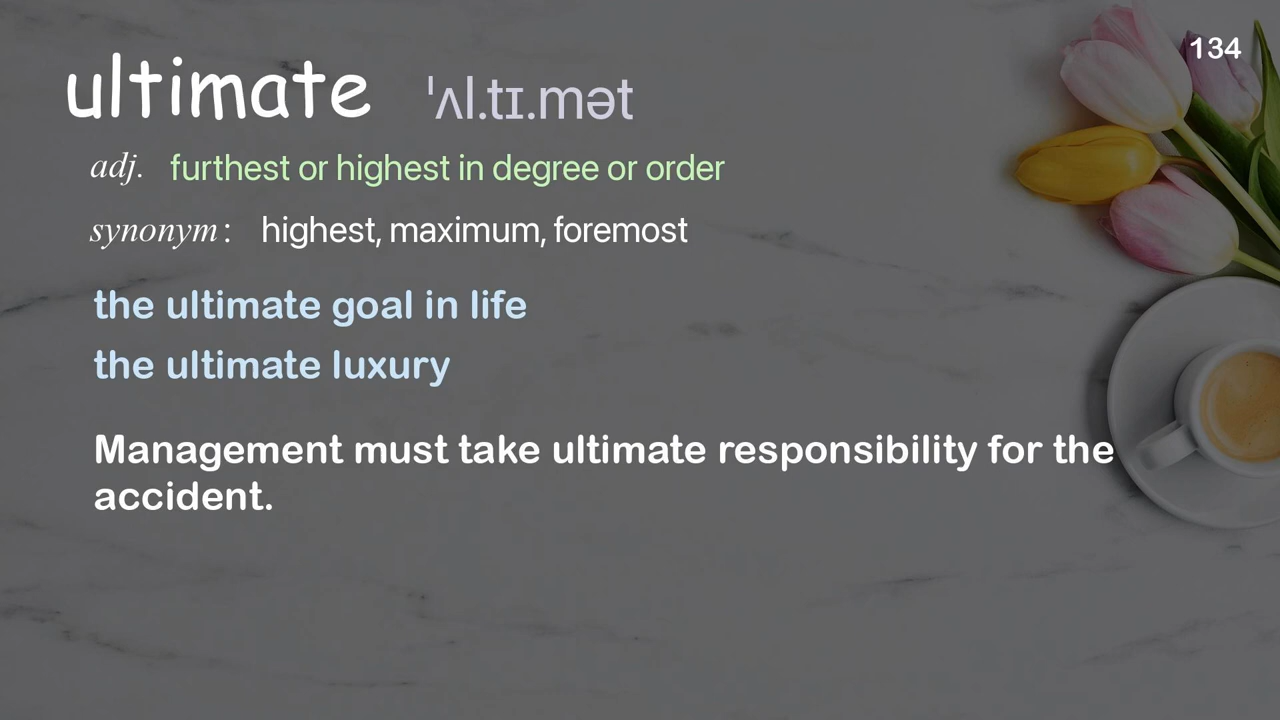 134
ultimate ˈʌl.tɪ.mət
adj. furthest or highest in degree or order
synonym: highest, maximum, foremost
the ultimate goal in life
the ultimate luxury
Management must take ultimate responsibility for the
accident.